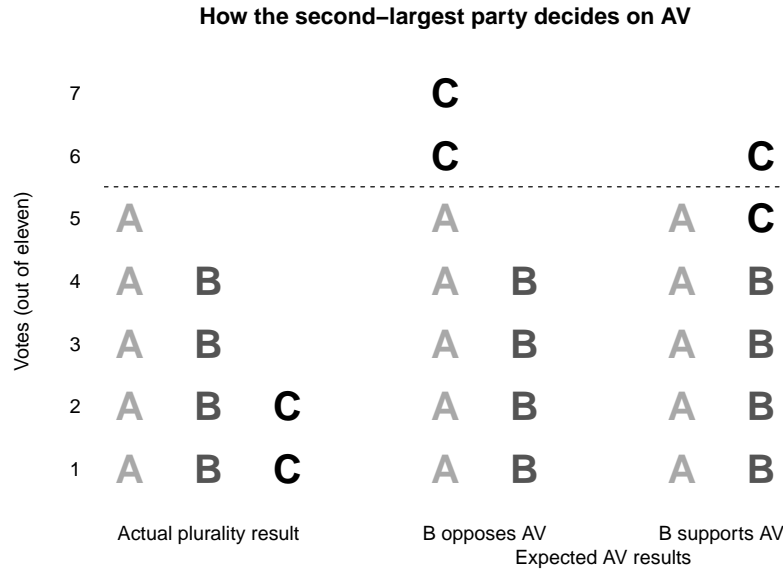 How the second–largest party decides on AV
7 C
6 C C
5 A A A C
4 A B A B A B
3 A B A B A B
2 A B C A B A B
1 A B C A B A B
Votes (out of eleven)
Actual plurality result B opposes AV B supports AV
Expected AV results